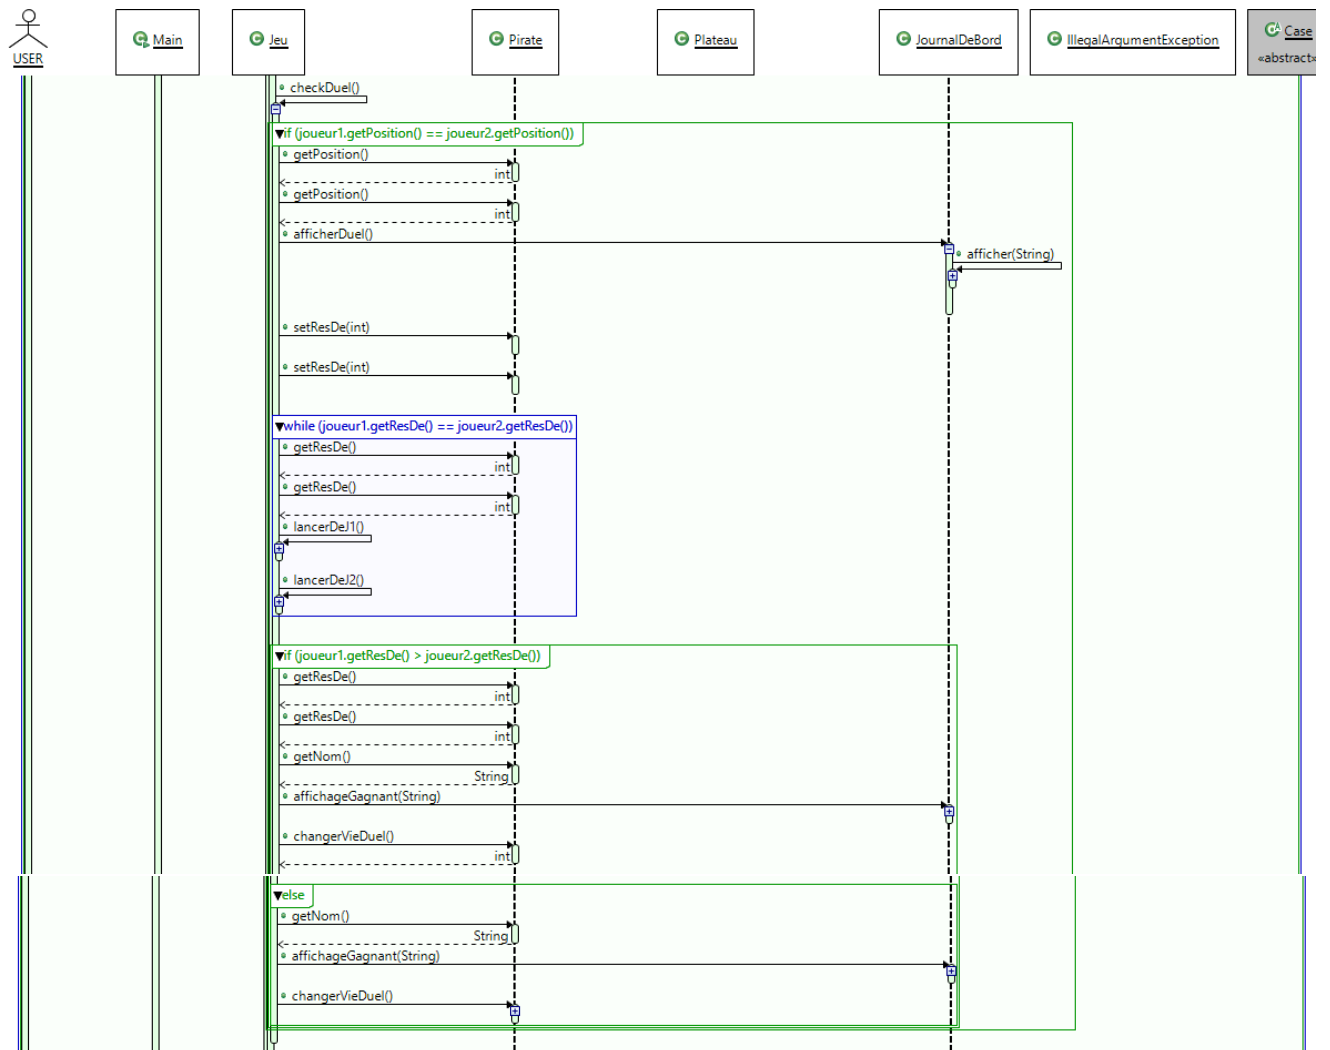 USER
Main
Jeu
Pirate
Plateau
JournalDeBord
IllegalArgumentException
Case
«abstract»
checkDuel()
if (joueur1.getPosition() == joueur2.getPosition())
getPosition()
int
getPosition()
int
afficherDuel()
afficher(String)
setResDe(int)
setResDe(int)
while (joueur1.getResDe() == joueur2.getResDe())
getResDe()
int
getResDe()
int
lancerDeJ1()
lancerDeJ2()
if (joueur1.getResDe() > joueur2.getResDe())
getResDe()
int
getResDe()
int
getNom()
String
affichageGagnant(String)
changerVieDuel()
int
else
getNom()
String
affichageGagnant(String)
changerVieDuel()